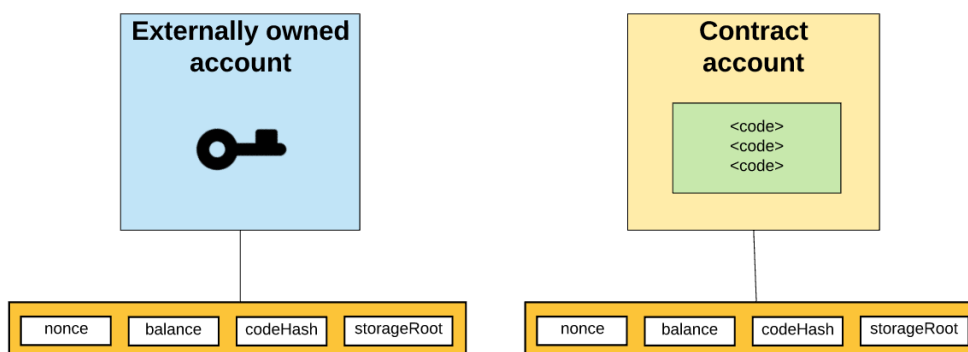 Externally owned
account
Contract
account
<code>
<code>
<code>
nonce
balance
codeHash
storageRoot
nonce
balance
codeHash
storageRoot